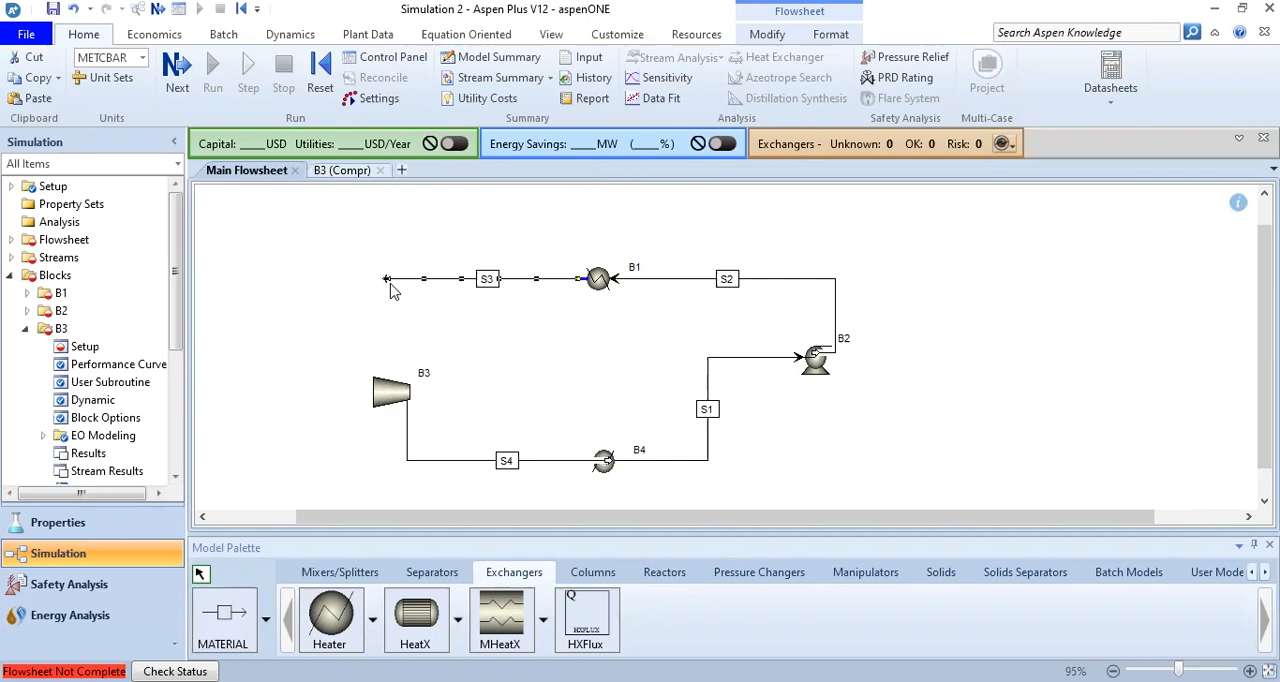 Simulation 2 - Aspen Plus V12 - aspenONE
Flowsheet
File Home Economics Batch Dynamics Plant Data Equation Oriented View Customize Resources Modify Format Search Aspen Knowledge
Cut METCBAR Control Panel Model Summary Input Stream Analysis Heat Exchanger Pressure Relief
Copy Unit Sets Next Run Step Stop Reset Reconcile Stream Summary History Sensitivity Azeotrope Search PRD Rating Project Datasheets
Paste Settings Utility Costs Report Data Fit Distillation Synthesis Flare System
Clipboard Units Run Summary Analysis Safety Analysis Multi-Case
Simulation Capital: ____ USD Utilities: ____ USD/Year Energy Savings: ____ MW (____%) Exchangers - Unknown: 0 OK: 0 Risk: 0
All Items
Main Flowsheet B3 (Compr) +
Setup
Property Sets
Analysis
Flowsheet
Streams
Blocks
B1
B2
B3
Setup
Performance Curve
User Subroutine
Dynamic
Block Options
EO Modeling
Results
Stream Results
Properties
Simulation
Safety Analysis
Energy Analysis
B1
S3
S2
B2
B3
S1
B4
S4
Model Palette
Mixers/Splitters Separators Exchangers Columns Reactors Pressure Changers Manipulators Solids Solids Separators Batch Models User Mode
Q
HXFLUX
MATERIAL Heater HeatX MHeatX HXFlux
Flowsheet Not Complete Check Status 95%